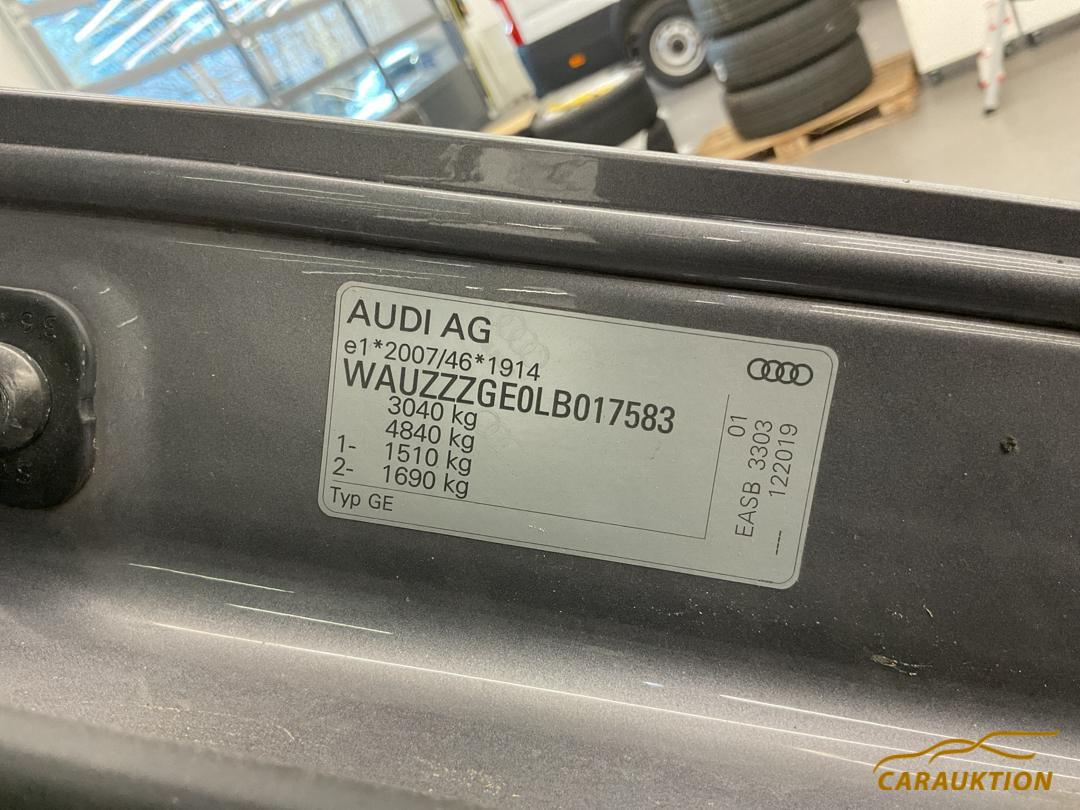 AUDI AG
e1*2007/46*1914
WAUZZZGE0LB017583
3040 kg
4840 kg
1- 1510 kg
2- 1690 kg
Typ GE
01
EASB 3303
122019
----
CARAUKTION